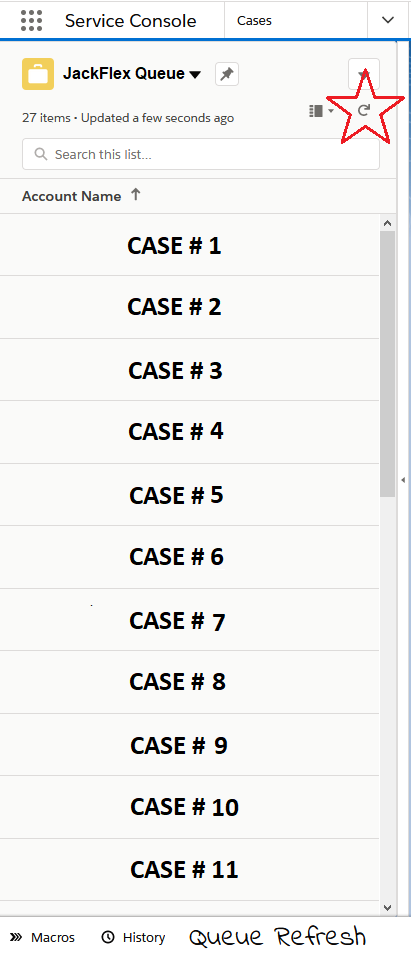 Service Console Cases
JackFlex Queue
27 items • Updated a few seconds ago
Search this list...
Account Name ↑
CASE # 1
CASE # 2
CASE # 3
CASE # 4
CASE # 5
CASE # 6
CASE # 7
CASE # 8
CASE # 9
CASE # 10
CASE # 11
Macros History Queue Refresh